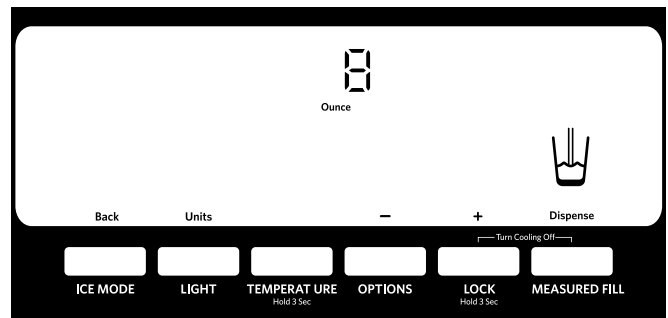 8
Ounce
Back Units – + Dispense
Turn Cooling Off
ICE MODE LIGHT TEMPERAT URE OPTIONS LOCK MEASURED FILL
Hold 3 Sec Hold 3 Sec